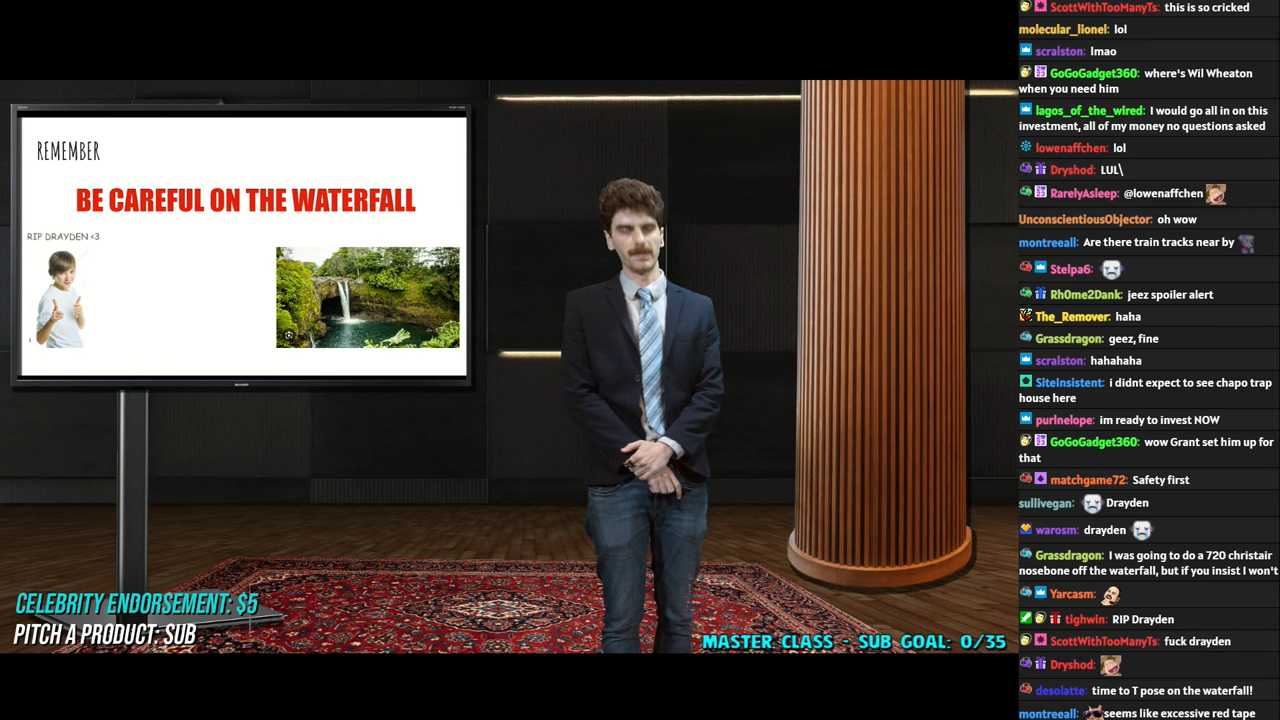 REMEMBER
BE CAREFUL ON THE WATERFALL
RIP DRAYDEN <3
CELEBRITY ENDORSEMENT: $5
PITCH A PRODUCT: SUB
MASTER CLASS - SUB GOAL: 0/35
ScottWithTooManyTs: this is so cricked
molecular_lionel: lol
scralston: lmao
GoGoGadget360: where's Wil Wheaton
when you need him
lagos_of_the_wired: I would go all in on this
investment, all of my money no questions asked
lowenaffchen: lol
Dryshod: LUL\
RarelyAsleep: @lowenaffchen
UnconscientiousObjector: oh wow
montreeall: Are there train tracks near by
Stelpa6:
Rh0me2Dank: jeez spoiler alert
The_Remover: haha
Grassdragon: geez, fine
scralston: hahahaha
SiteInsistent: i didnt expect to see chapo trap
house here
purlnelope: im ready to invest NOW
GoGoGadget360: wow Grant set him up for
that
matchgame72: Safety first
sullivegan: Drayden
warosm: drayden
Grassdragon: I was going to do a 720 christair
nosebone off the waterfall, but if you insist I won't
Yarcasm:
tighwin: RIP Drayden
ScottWithTooManyTs: fuck drayden
Dryshod:
desolatte: time to T pose on the waterfall!
montreeall: seems like excessive red tape